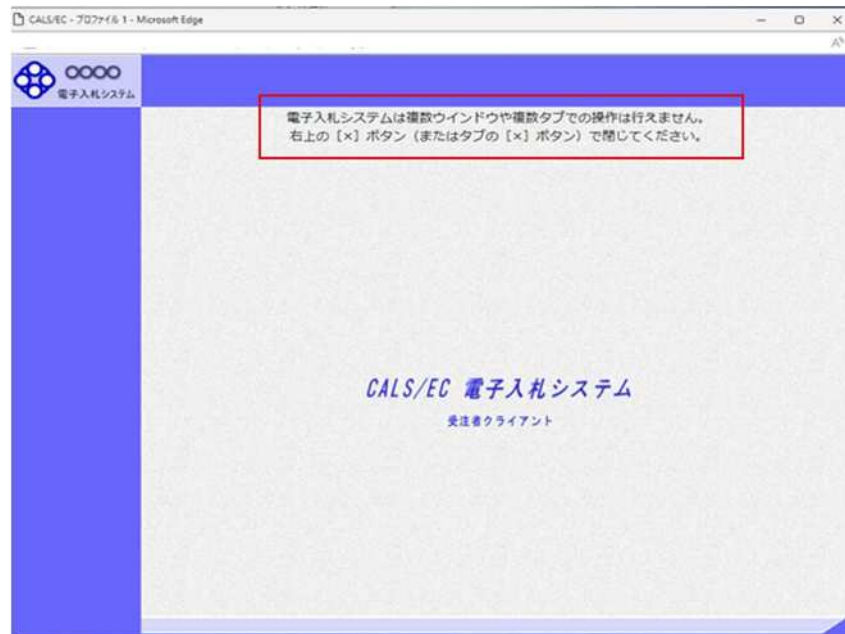 CALS/EC - プロファイル 1 - Microsoft Edge
○○○○
電子入札システム
電子入札システムは複数ウインドウや複数タブでの操作は行えません。
右上の［×］ボタン（またはタブの［×］ボタン）で閉じてください。
CALS/EC 電子入札システム
受注者クライアント